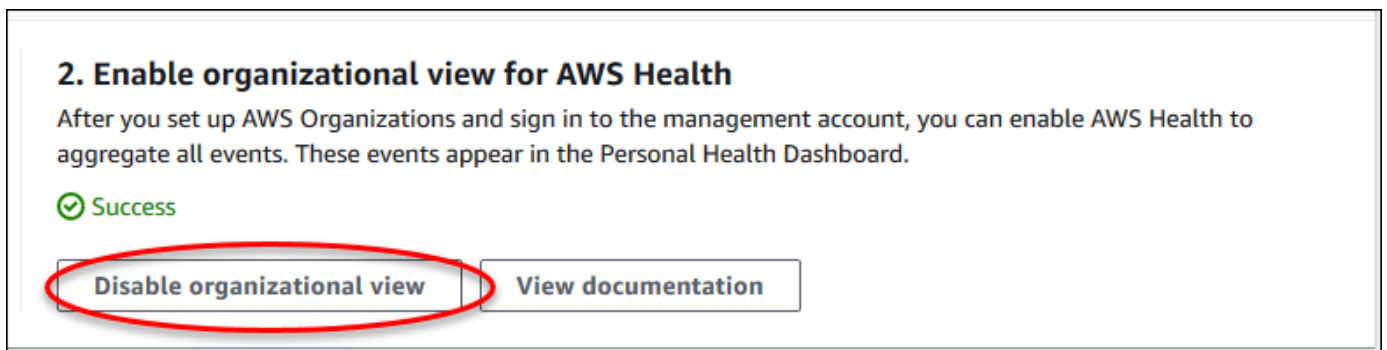 2. Enable organizational view for AWS Health
After you set up AWS Organizations and sign in to the management account, you can enable AWS Health to
aggregate all events. These events appear in the Personal Health Dashboard.
Success
Disable organizational view
View documentation